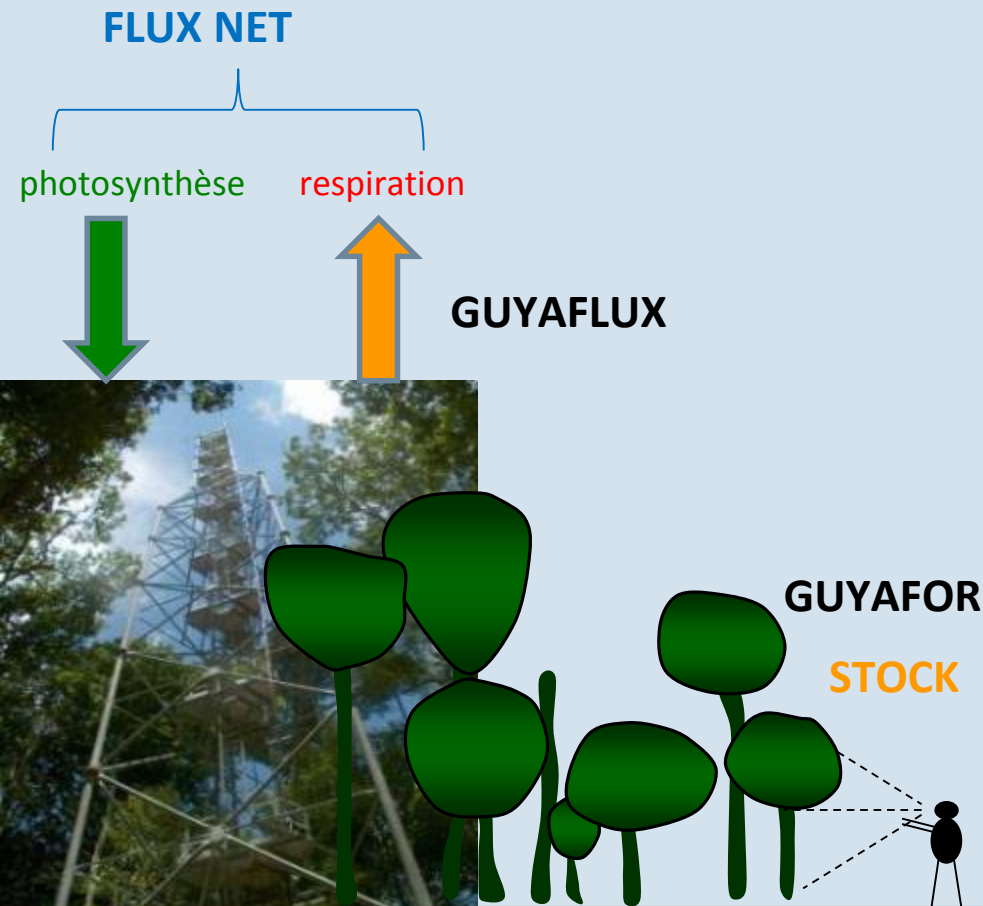 FLUX NET
photosynthèse respiration
GUYAFLUX
GUYAFOR
STOCK